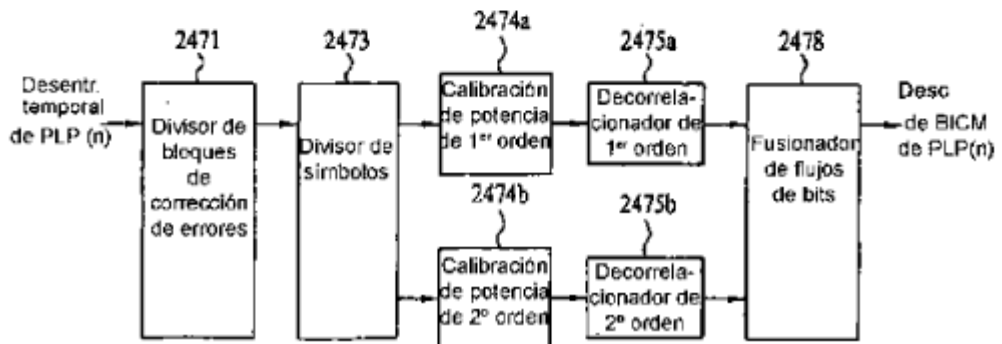 2471
2473
2474a
2475a
2478
Desentr.
temporal
de PLP (n)
Divisor de
bloques
de
corrección
de errores
Divisor de
símbolos
Calibración
de potencia
de 1er orden
Decorrela-
cionador de
1er orden
Fusionador
de flujos
de bits
Desc
de BICM
de PLP(n)
2474b
2475b
Calibración
de potencia
de 2º orden
Decorrela-
cionador de
2º orden